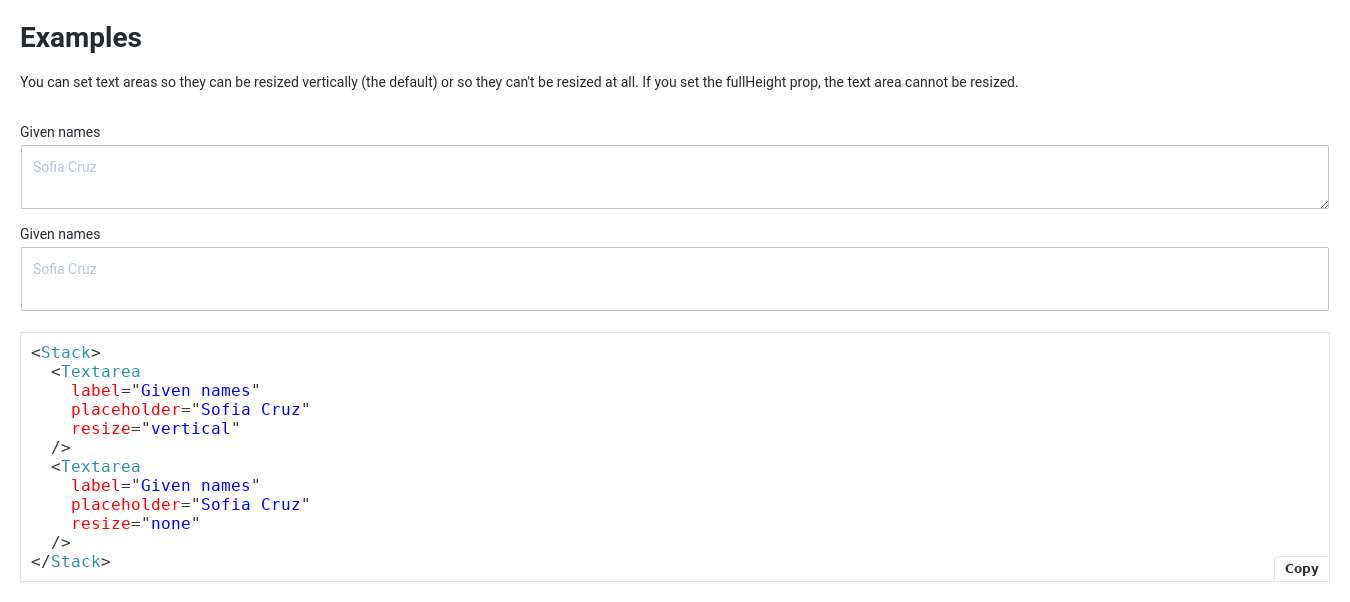 Examples
You can set text areas so they can be resized vertically (the default) or so they can't be resized at all. If you set the fullHeight prop, the text area cannot be resized.
Given names
Sofia Cruz
Given names
Sofia Cruz
<Stack>
  <Textarea
    label="Given names"
    placeholder="Sofia Cruz"
    resize="vertical"
  />
  <Textarea
    label="Given names"
    placeholder="Sofia Cruz"
    resize="none"
  />
</Stack>
Copy